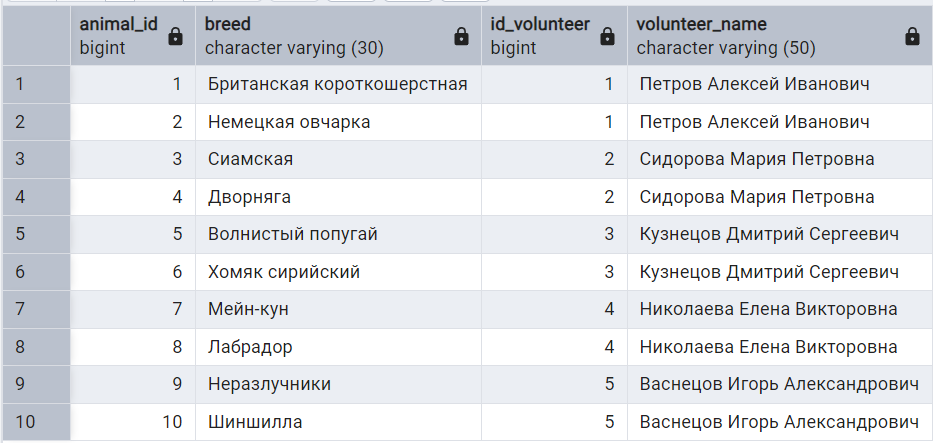 animal_id breed id_volunteer volunteer_name
bigint character varying (30) bigint character varying (50)
1 1 Британская короткошерстная 1 Петров Алексей Иванович
2 2 Немецкая овчарка 1 Петров Алексей Иванович
3 3 Сиамская 2 Сидорова Мария Петровна
4 4 Дворняга 2 Сидорова Мария Петровна
5 5 Волнистый попугай 3 Кузнецов Дмитрий Сергеевич
6 6 Хомяк сирийский 3 Кузнецов Дмитрий Сергеевич
7 7 Мейн-кун 4 Николаева Елена Викторовна
8 8 Лабрадор 4 Николаева Елена Викторовна
9 9 Неразлучники 5 Васнецов Игорь Александрович
10 10 Шиншилла 5 Васнецов Игорь Александрович